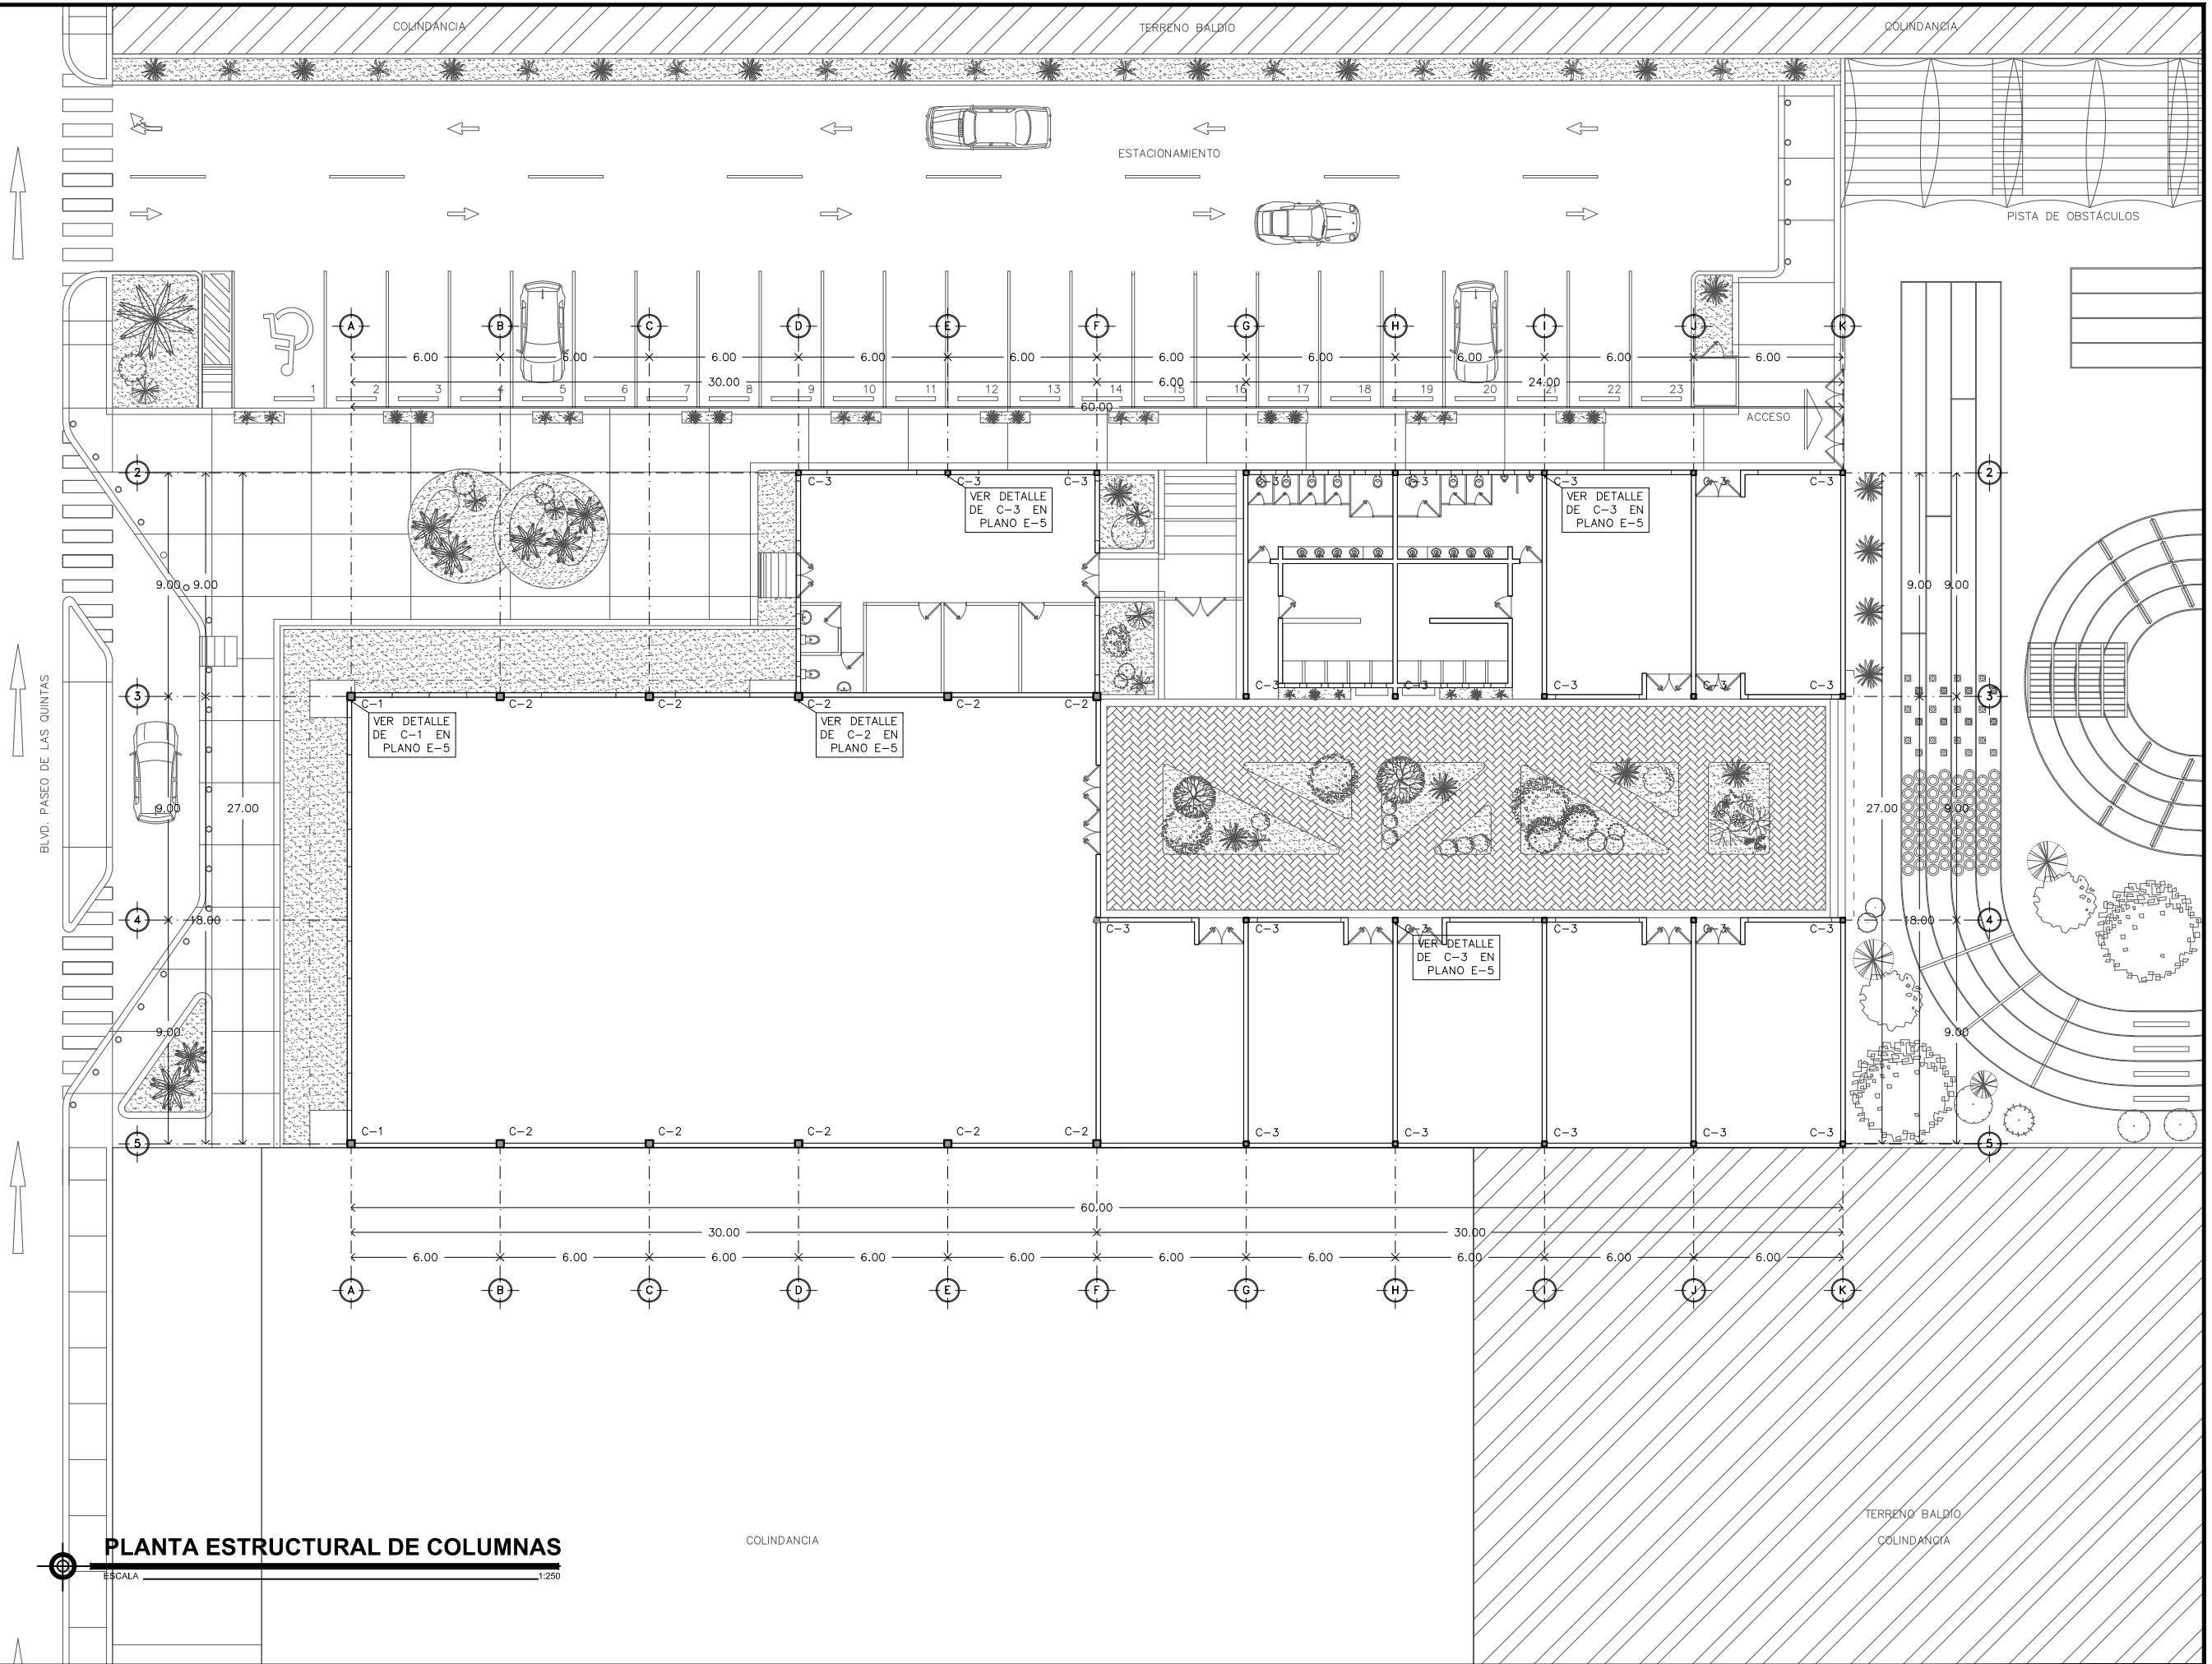 COLINDANCIA
TERRENO BALDÍO
COLINDANCIA
ESTACIONAMIENTO
PISTA DE OBSTÁCULOS
A B C D E F G H I J K
6.00 6.00 6.00 6.00 6.00 6.00 6.00 6.00 6.00 6.00
30.00 6.00 24.00
1 2 3 4 5 6 7 8 9 10 11 12 13 14 15 16 17 18 19 20 21 22 23
60.00
ACCESO
2 2
C-3 C-3 C-3 C-3 C-3 C-3 C-3 C-3
VER DETALLE
DE C-3 EN
PLANO E-5
VER DETALLE
DE C-3 EN
PLANO E-5
9.00 9.00 9.00 9.00
3 3
C-3 C-3 C-3 C-3 C-3
C-1 C-2 C-2 C-2 C-2 C-2
VER DETALLE
DE C-1 EN
PLANO E-5
VER DETALLE
DE C-2 EN
PLANO E-5
BLVD. PASEO DE LAS QUINTAS
9.00 27.00 27.00 9.00
4 18.00 18.00 4
C-3 C-3 C-3 C-3 C-3 C-3
VER DETALLE
DE C-3 EN
PLANO E-5
9.00 9.00
C-1 C-2 C-2 C-2 C-2 C-2 C-3 C-3 C-3 C-3 C-3
5 5
60.00
30.00 30.00
6.00 6.00 6.00 6.00 6.00 6.00 6.00 6.00 6.00 6.00
A B C D E F G H I J K
TERRENO BALDÍO
COLINDANCIA
COLINDANCIA
PLANTA ESTRUCTURAL DE COLUMNAS
ESCALA 1:250